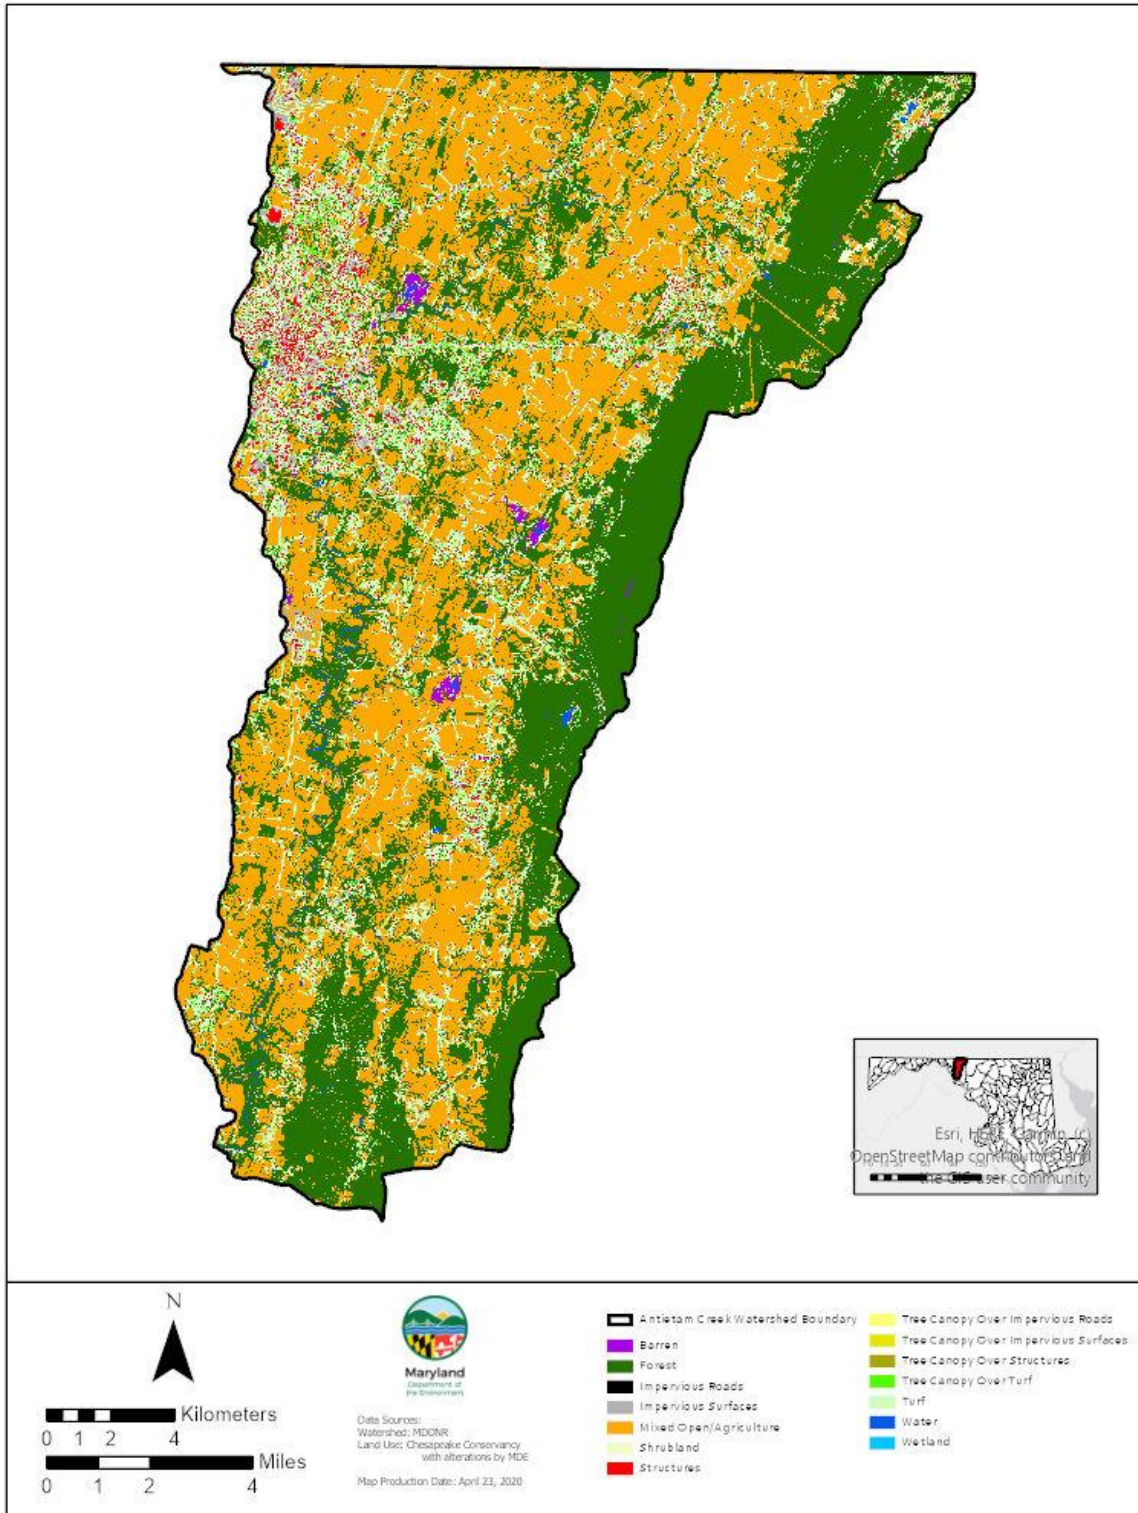 Esri, HERE, Garmin, (c)
OpenStreetMap contributors, and
the GIS user community
N
Kilometers
0 1 2 4
Miles
0 1 2 4
Maryland
Department of
the Environment
Data Sources:
Watershed: MDDNR
Land Use: Chesapeake Conservancy
with alterations by MDE
Map Production Date: April 23, 2020
Antietam Creek Watershed Boundary
Barren
Forest
Impervious Roads
Impervious Surfaces
Mixed Open/Agriculture
Shrubland
Structures
Tree Canopy Over Impervious Roads
Tree Canopy Over Impervious Surfaces
Tree Canopy Over Structures
Tree Canopy Over Turf
Turf
Water
Wetland